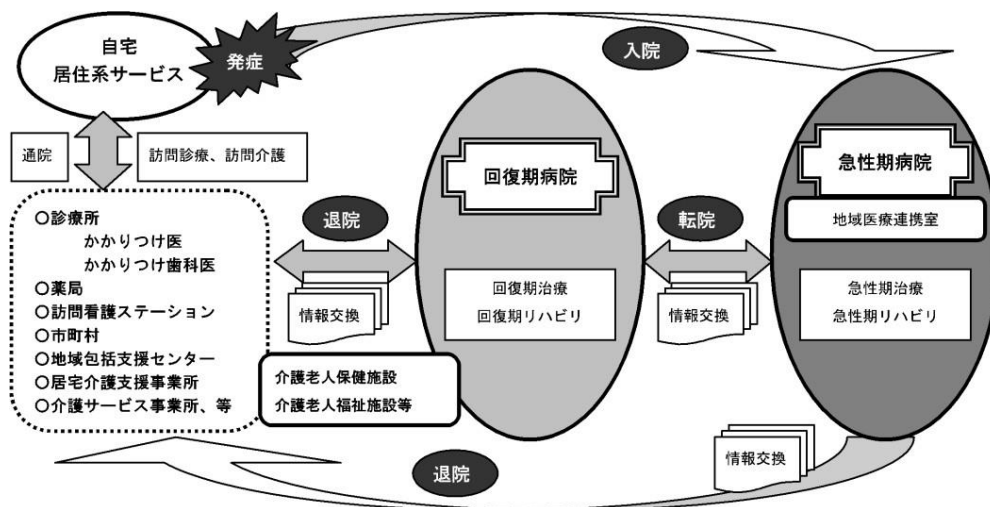 自宅
居住系サービス
発症
入院
通院
訪問診療、訪問介護
回復期病院
急性期病院
地域医療連携室
○診療所
かかりつけ医
かかりつけ歯科医
○薬局
○訪問看護ステーション
○市町村
○地域包括支援センター
○居宅介護支援事業所
○介護サービス事業所、等
退院
情報交換
回復期治療
回復期リハビリ
転院
情報交換
急性期治療
急性期リハビリ
介護老人保健施設
介護老人福祉施設等
退院
情報交換